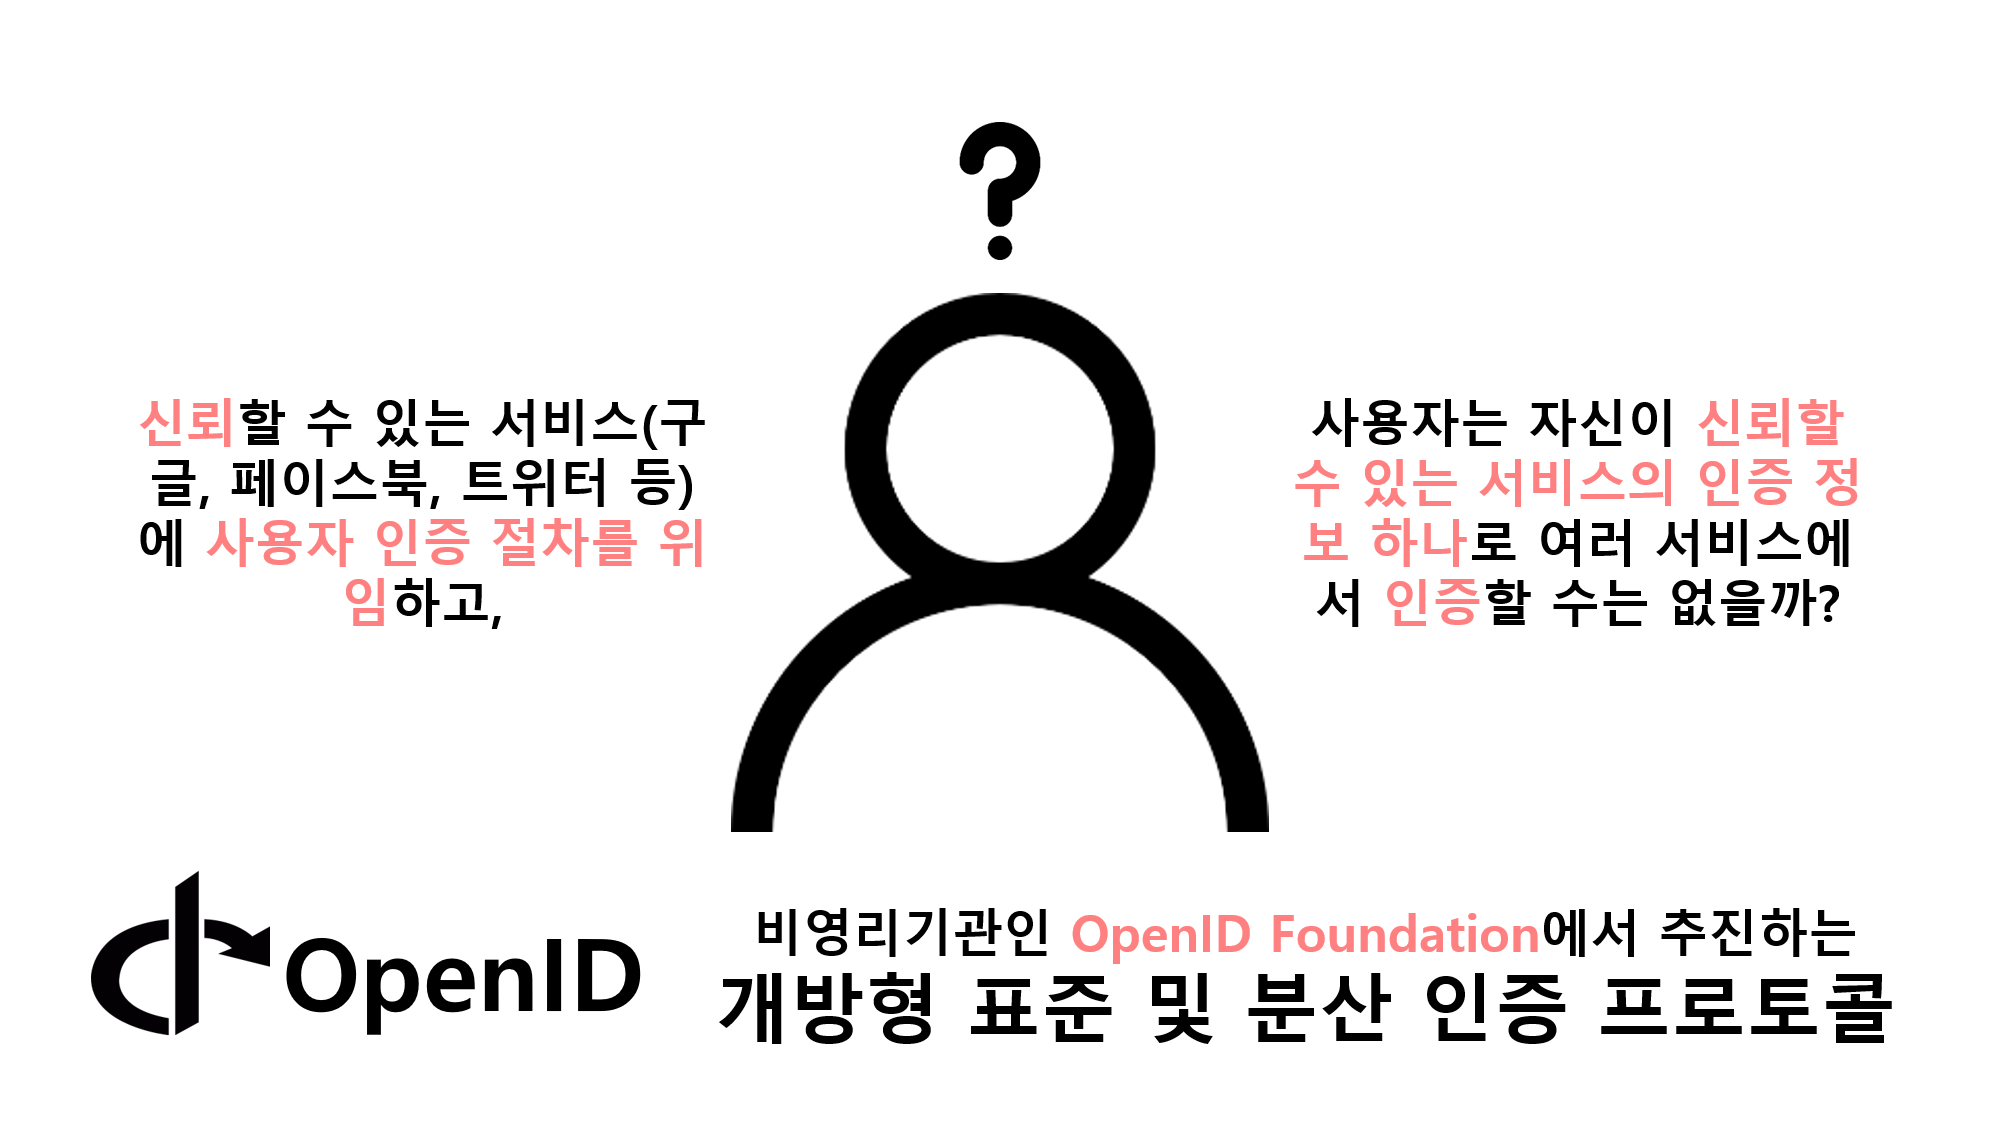 ?
신뢰할 수 있는 서비스(구
글, 페이스북, 트위터 등)
에 사용자 인증 절차를 위
임하고,
사용자는 자신이 신뢰할
수 있는 서비스의 인증 정
보 하나로 여러 서비스에
서 인증할 수는 없을까?
OpenID
비영리기관인 OpenID Foundation에서 추진하는
개방형 표준 및 분산 인증 프로토콜